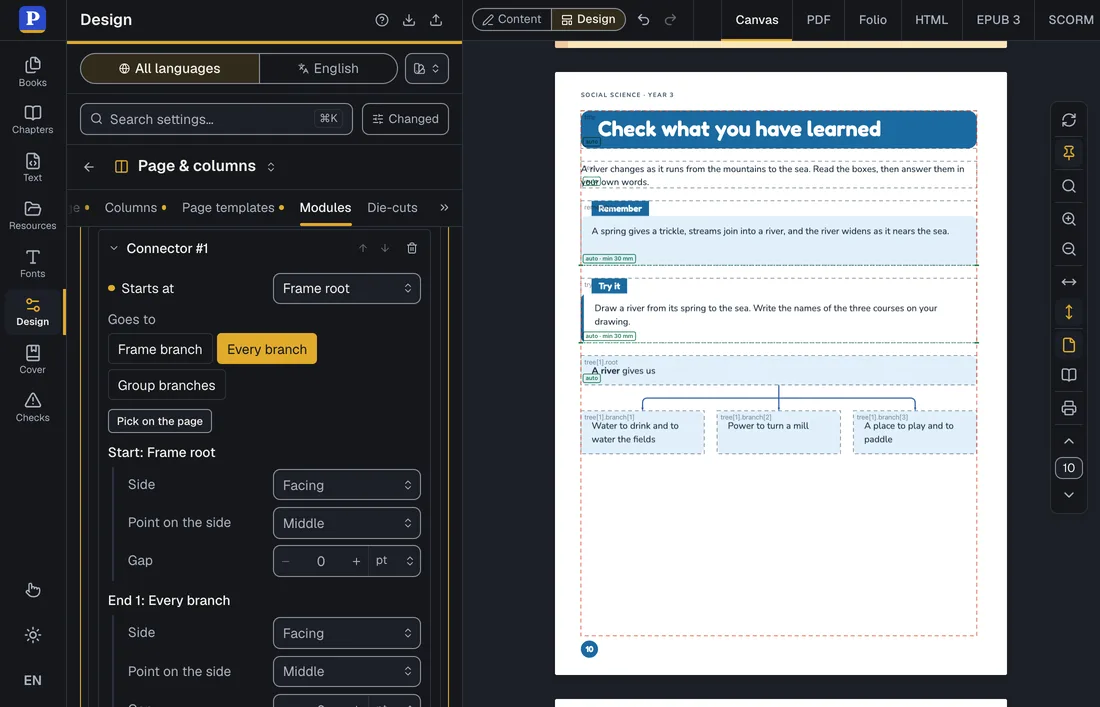 P
Design
Content
Design
Canvas
PDF
Folio
HTML
EPUB 3
SCORM
Books
Chapters
Text
Resources
Fonts
Design
Cover
Checks
EN
All languages
English
Search settings...
⌘K
Changed
Page & columns
Columns
Page templates
Modules
Die-cuts
Connector #1
Starts at
Frame root
Goes to
Frame branch
Every branch
Group branches
Pick on the page
Start: Frame root
Side
Facing
Point on the side
Middle
Gap
0
pt
End 1: Every branch
Side
Facing
Point on the side
Middle
SOCIAL SCIENCE - YEAR 3
Check what you have learned
auto
A river changes as it runs from the mountains to the sea. Read the boxes, then answer them in
your own words.
Remember
A spring gives a trickle, streams join into a river, and the river widens as it nears the sea.
auto · min 30 mm
Try it
Draw a river from its spring to the sea. Write the names of the three courses on your
drawing.
auto · min 30 mm
tree[1].root
A river gives us
auto
tree[1].branch[1]
Water to drink and to
water the fields
tree[1].branch[2]
Power to turn a mill
tree[1].branch[3]
A place to play and to
paddle
10
10